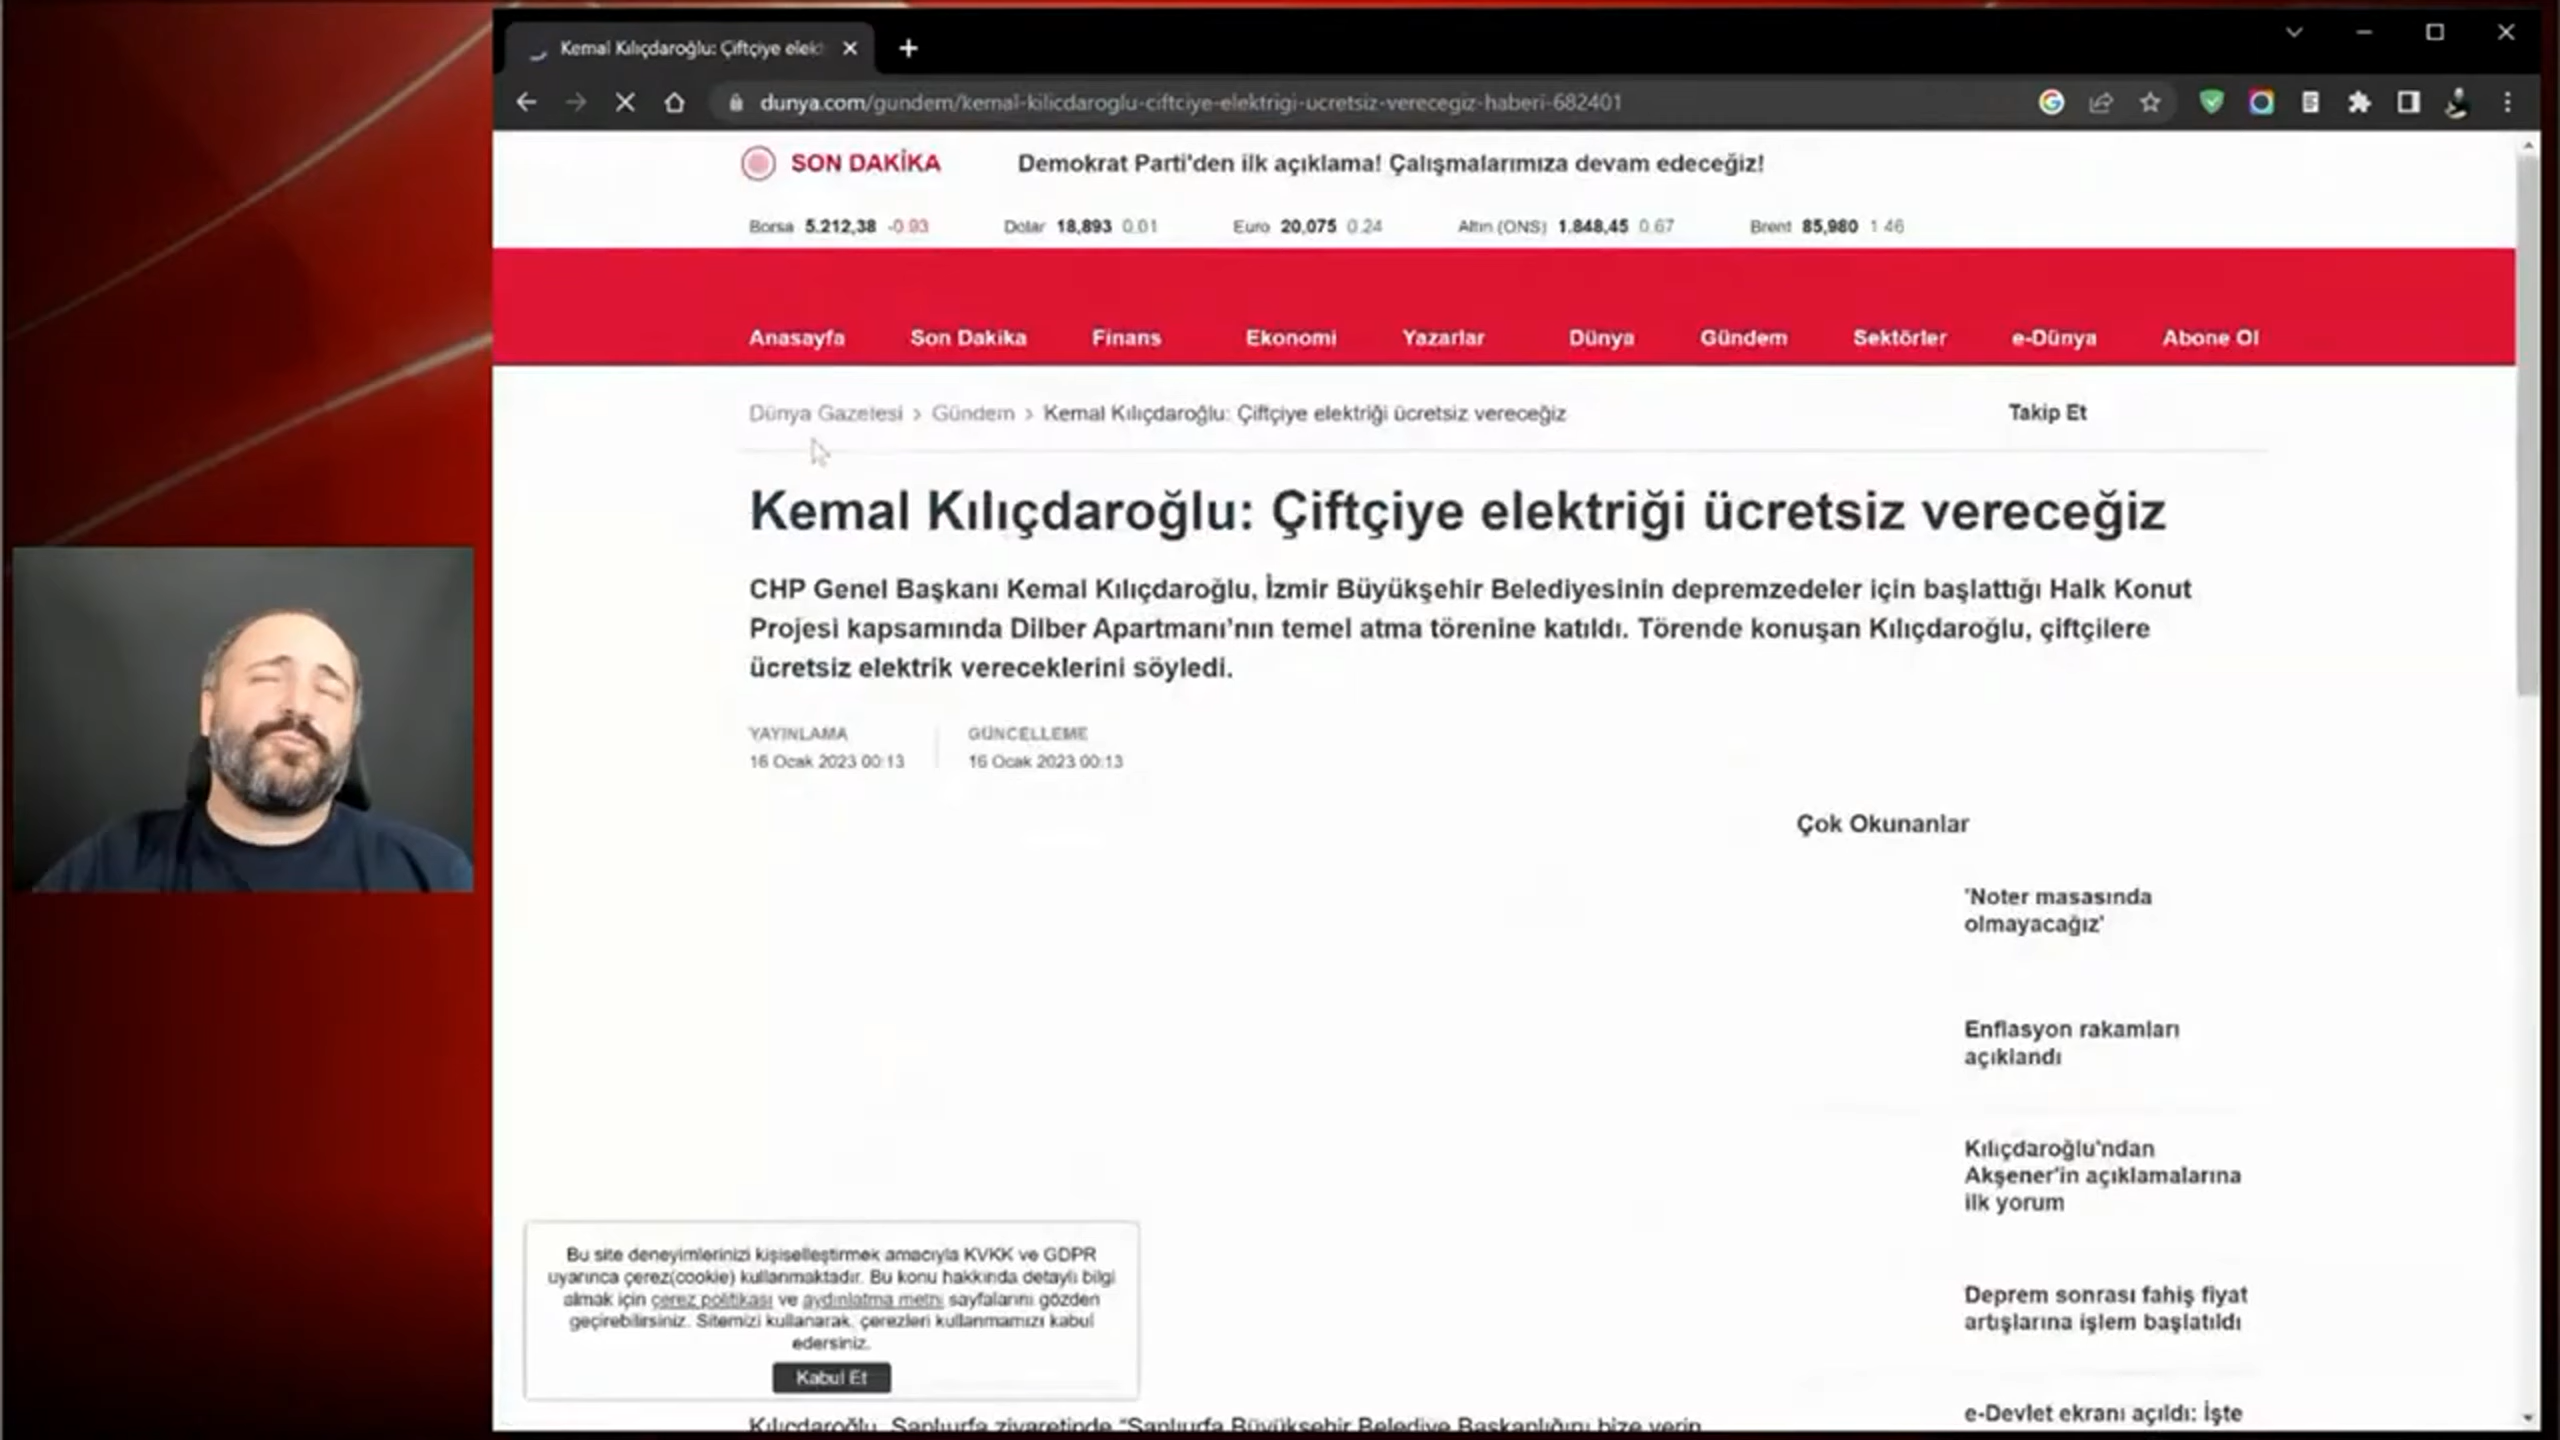 Kemal Kılıçdaroğlu: Çiftçiye elekt
dunya.com/gundem/kemal-kilicdaroglu-ciftciye-elektrigi-ucretsiz-verecegiz-haberi-682401
SON DAKİKA Demokrat Parti'den ilk açıklama! Çalışmalarımıza devam edeceğiz!
Borsa 5.212,38 -0.93 Dolar 18,893 0.01 Euro 20,075 0.24 Altın (ONS) 1.848,45 0.67 Brent 85,980 1.46
Anasayfa Son Dakika Finans Ekonomi Yazarlar Dünya Gündem Sektörler e-Dünya Abone Ol
Dünya Gazetesi › Gündem › Kemal Kılıçdaroğlu: Çiftçiye elektriği ücretsiz vereceğiz Takip Et
Kemal Kılıçdaroğlu: Çiftçiye elektriği ücretsiz vereceğiz
CHP Genel Başkanı Kemal Kılıçdaroğlu, İzmir Büyükşehir Belediyesinin depremzedeler için başlattığı Halk Konut
Projesi kapsamında Dilber Apartmanı'nın temel atma törenine katıldı. Törende konuşan Kılıçdaroğlu, çiftçilere
ücretsiz elektrik vereceklerini söyledi.
YAYINLAMA GÜNCELLEME
16 Ocak 2023 00:13 16 Ocak 2023 00:13
Çok Okunanlar
'Noter masasında
olmayacağız'
Enflasyon rakamları
açıklandı
Kılıçdaroğlu'ndan
Akşener'in açıklamalarına
ilk yorum
Deprem sonrası fahiş fiyat
artışlarına işlem başlatıldı
e-Devlet ekranı açıldı: İşte
Bu site deneyimlerinizi kişiselleştirmek amacıyla KVKK ve GDPR
uyarınca çerez(cookie) kullanmaktadır. Bu konu hakkında detaylı bilgi
almak için çerez politikası ve aydınlatma metni sayfalarını gözden
geçirebilirsiniz. Sitemizi kullanarak, çerezleri kullanmamızı kabul
edersiniz.
Kabul Et
Kılıçdaroğlu, Şanlıurfa ziyaretinde "Şanlıurfa Büyükşehir Belediye Başkanlığını bize verin